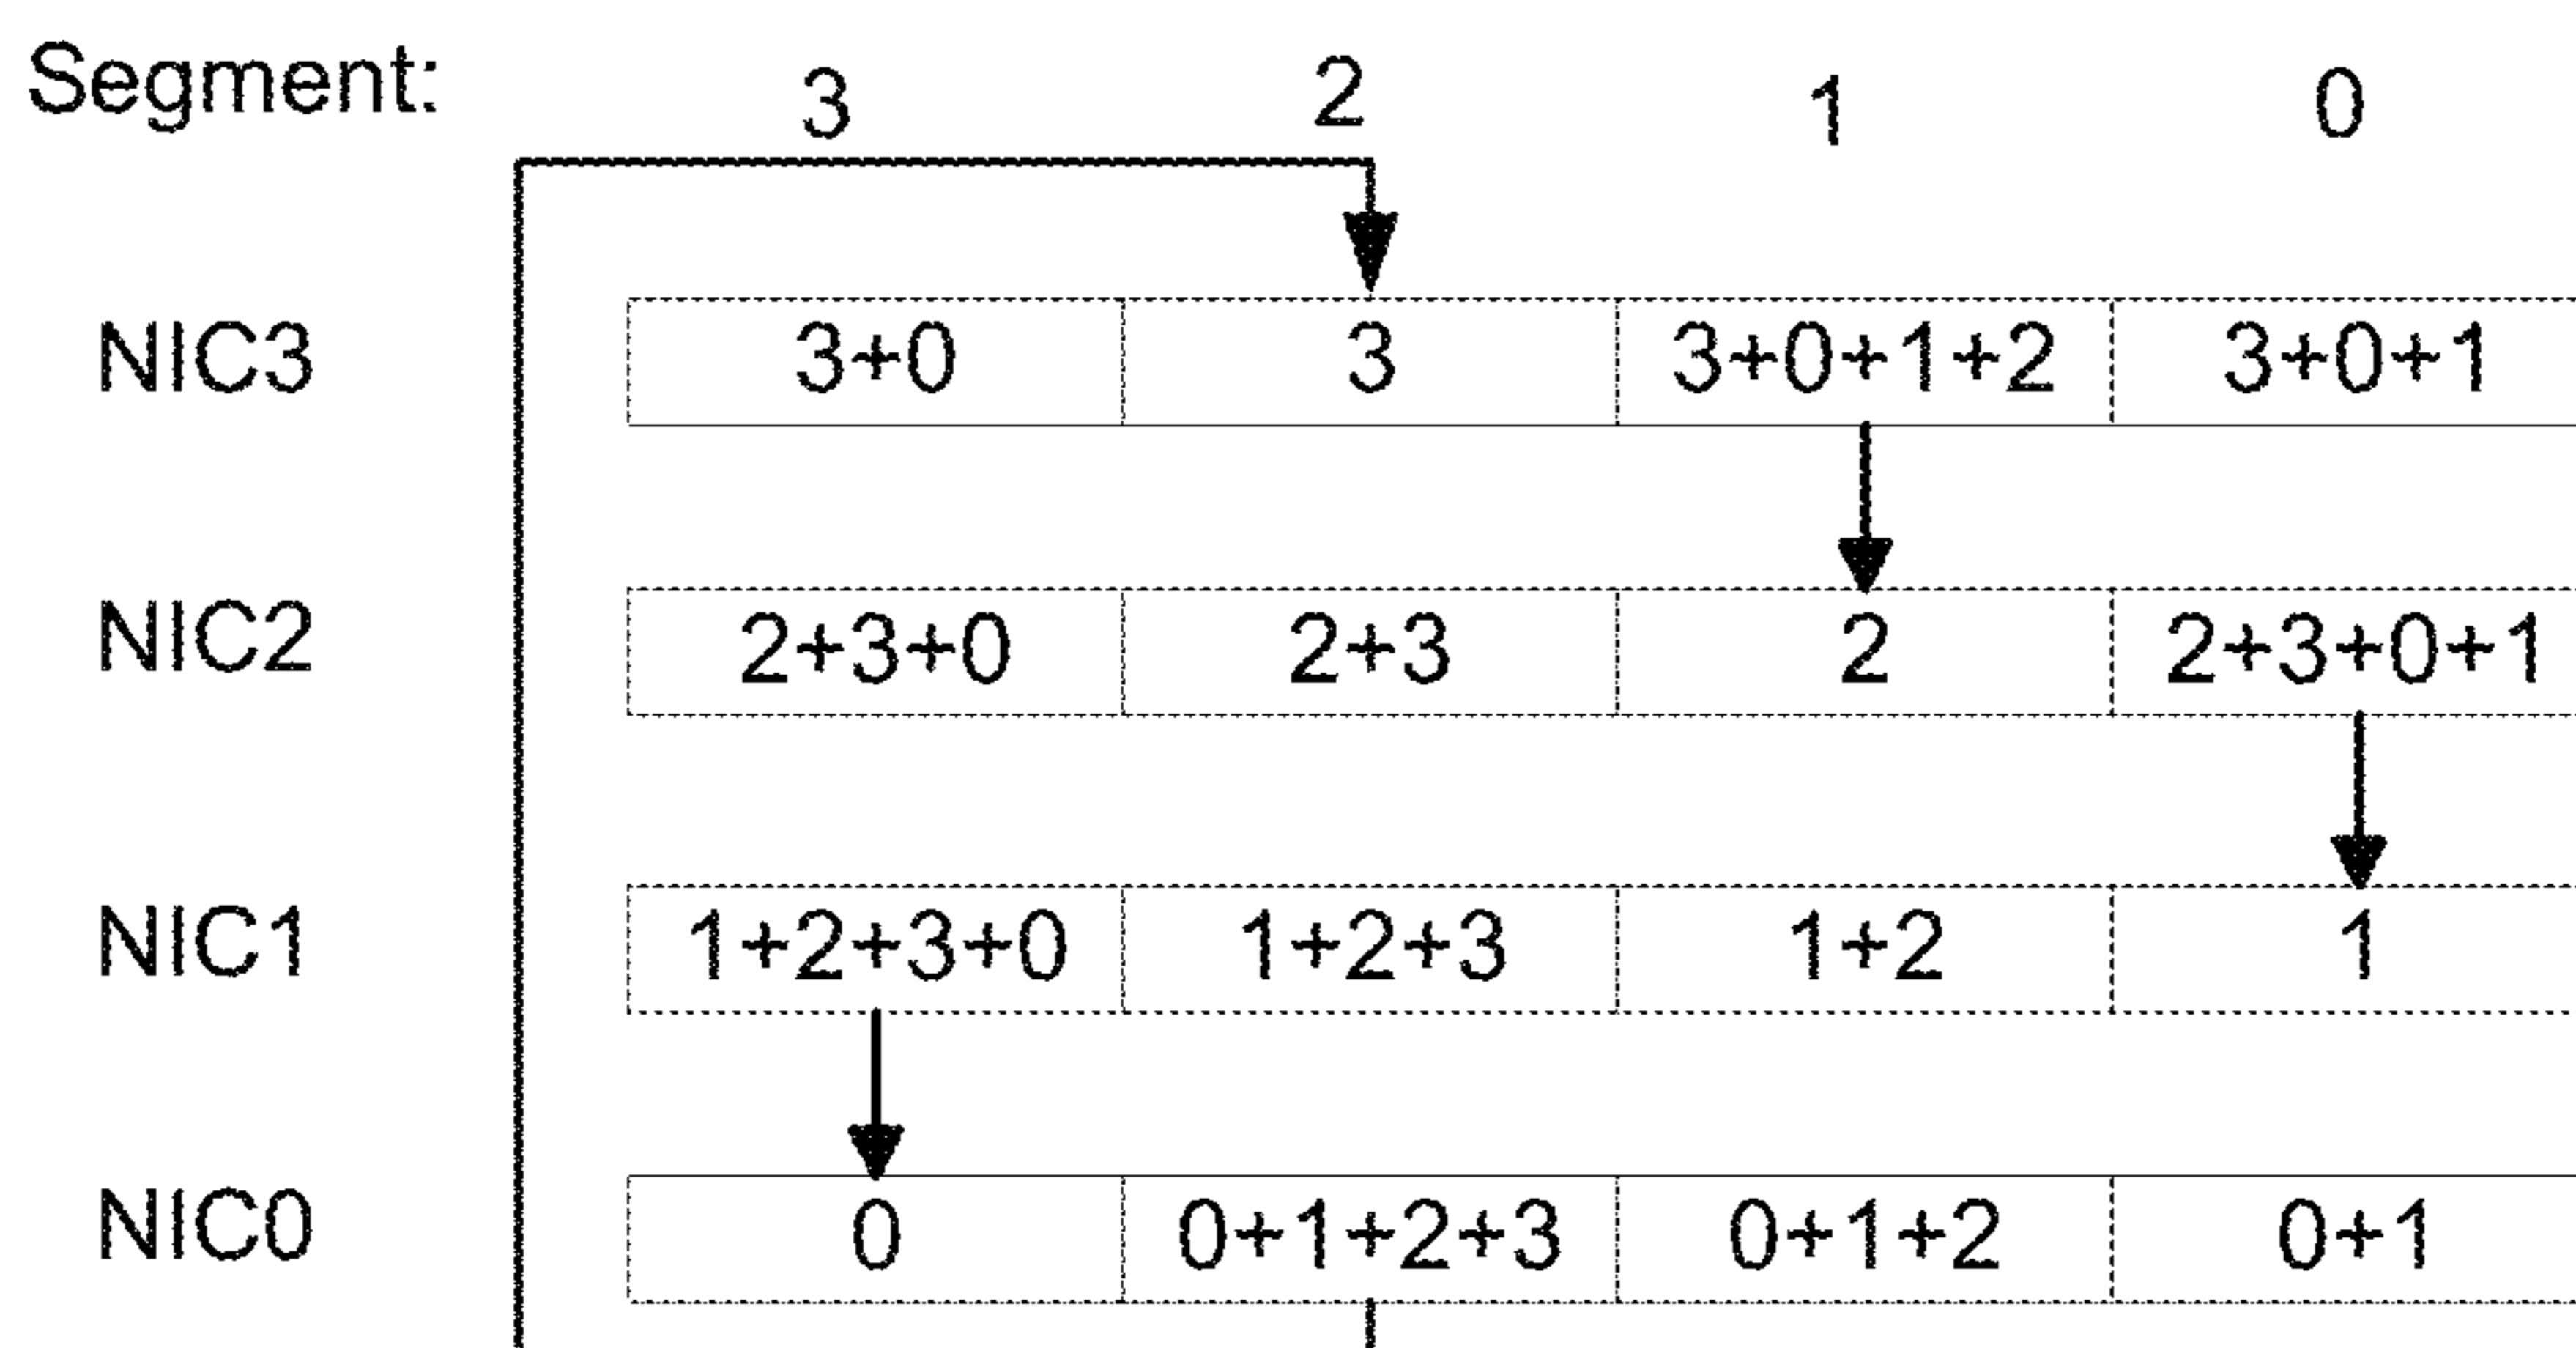 Segment: 3 2 1 0
NIC3 3+0 3 3+0+1+2 3+0+1
NIC2 2+3+0 2+3 2 2+3+0+1
NIC1 1+2+3+0 1+2+3 1+2 1
NIC0 0 0+1+2+3 0+1+2 0+1